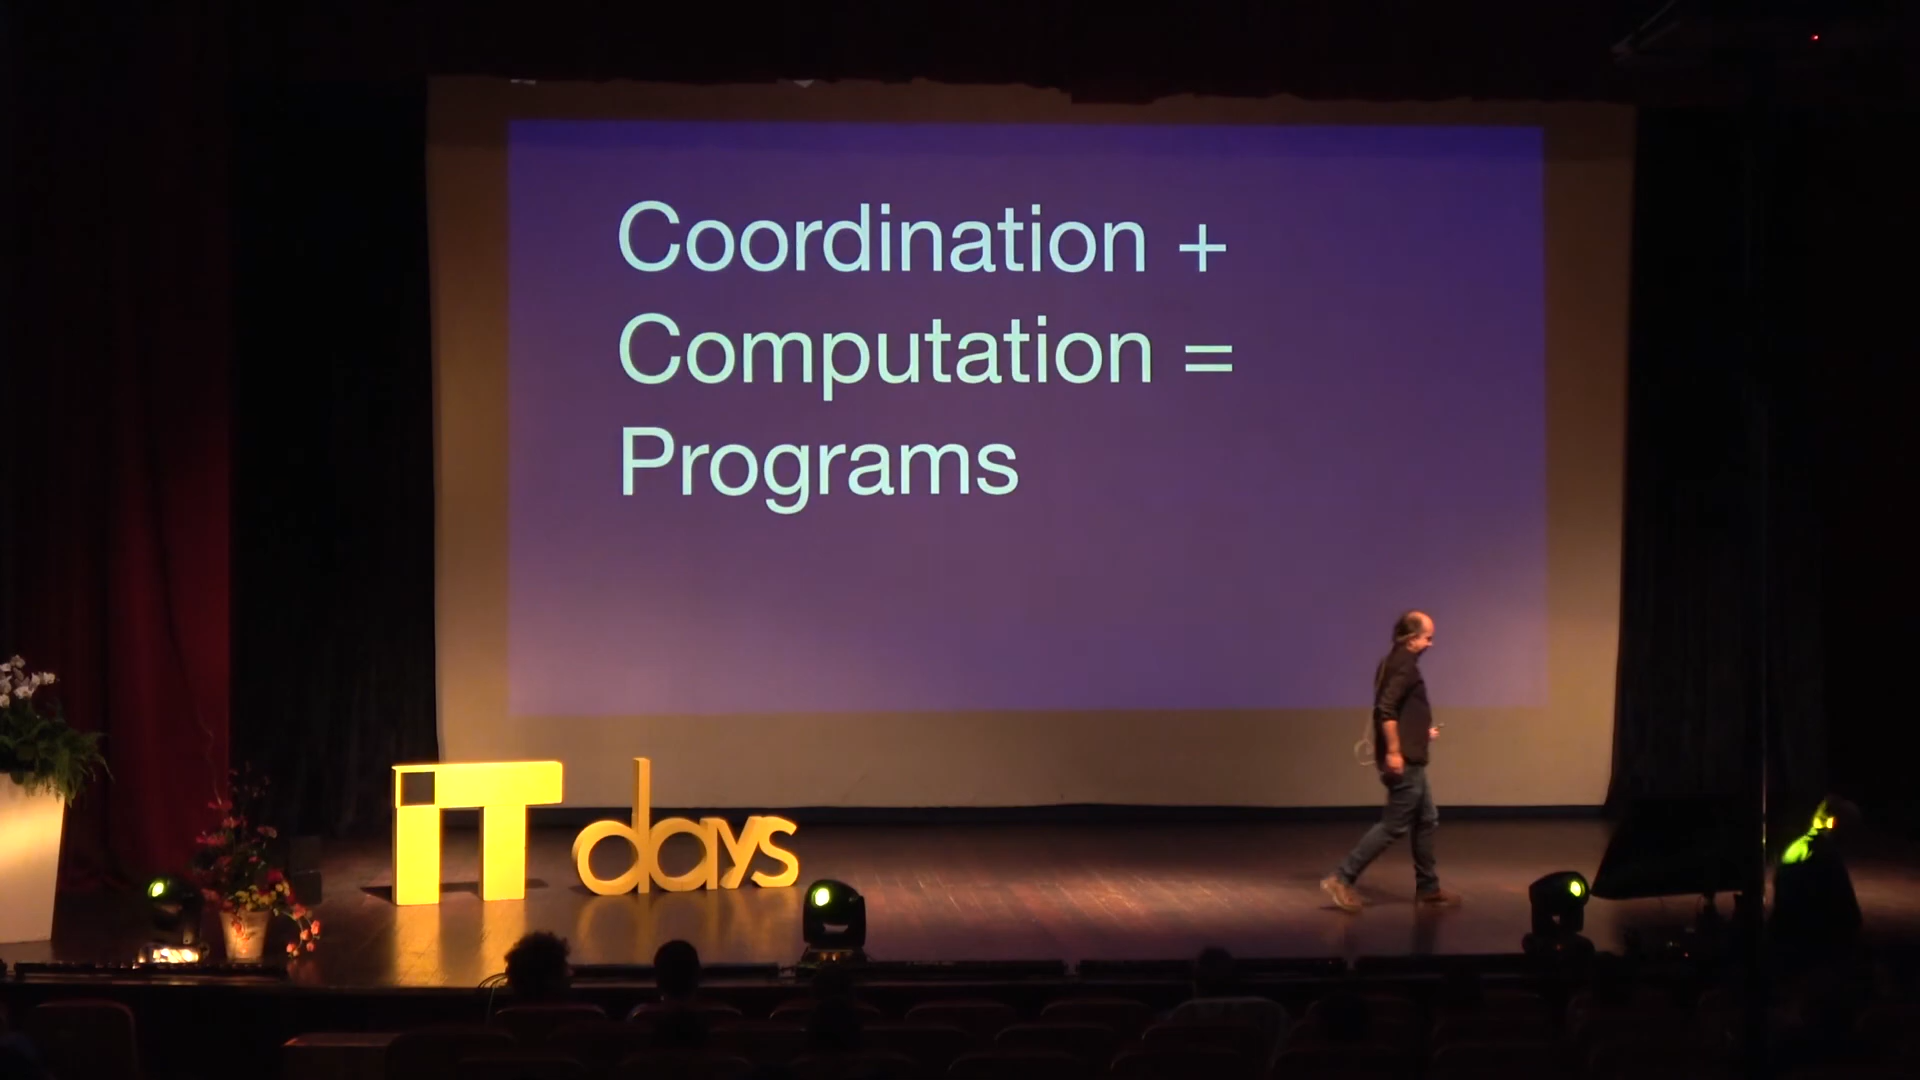 Coordination +
Computation =
Programs
iT days